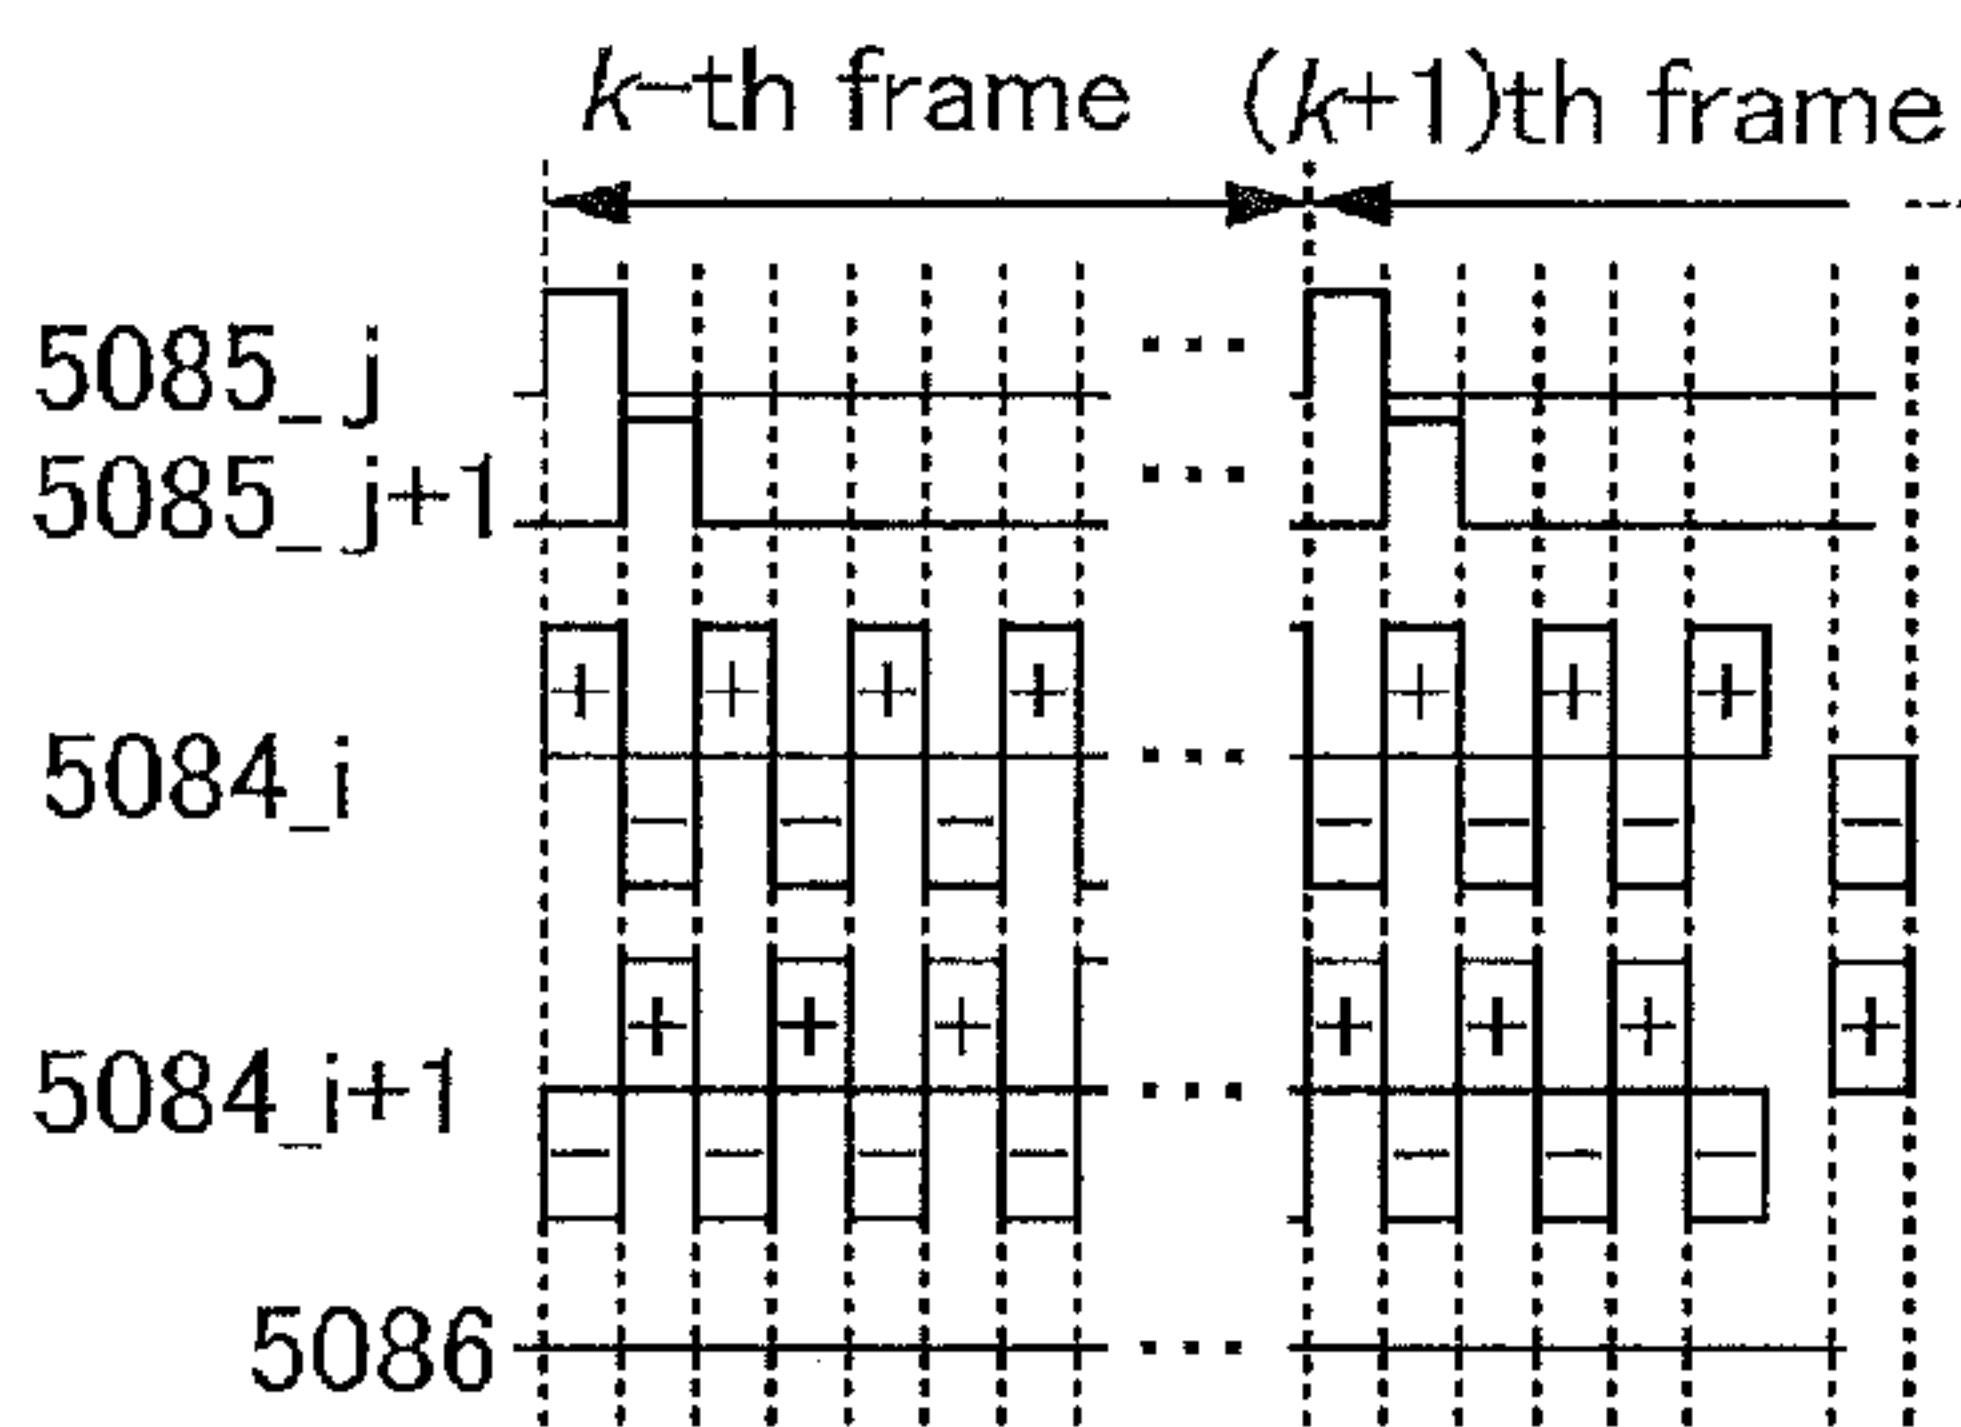 k-th frame (k+1)th frame
5085_j
5085_j+1
+ + + + + + +
5084_i
- - - - - - -
+ + + + + + +
5084_i+1
- - - - - - -
5086